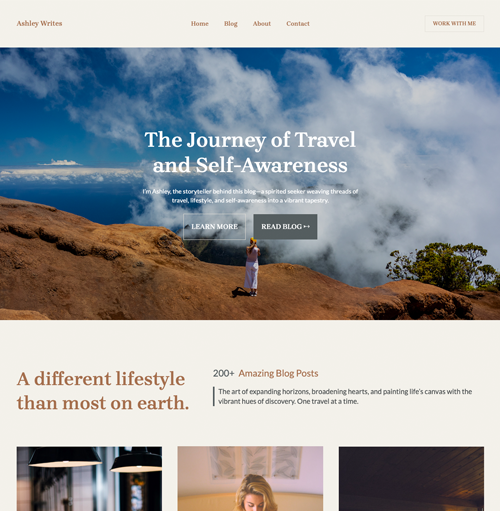 Ashley Writes
Home Blog About Contact
WORK WITH ME
The Journey of Travel
and Self-Awareness
I'm Ashley, the storyteller behind this blog—a spirited seeker weaving threads of
travel, lifestyle, and self-awareness into a vibrant tapestry.
LEARN MORE
READ BLOG ↔
A different lifestyle
than most on earth.
200+ Amazing Blog Posts
The art of expanding horizons, broadening hearts, and painting life's canvas with the
vibrant hues of discovery. One travel at a time.